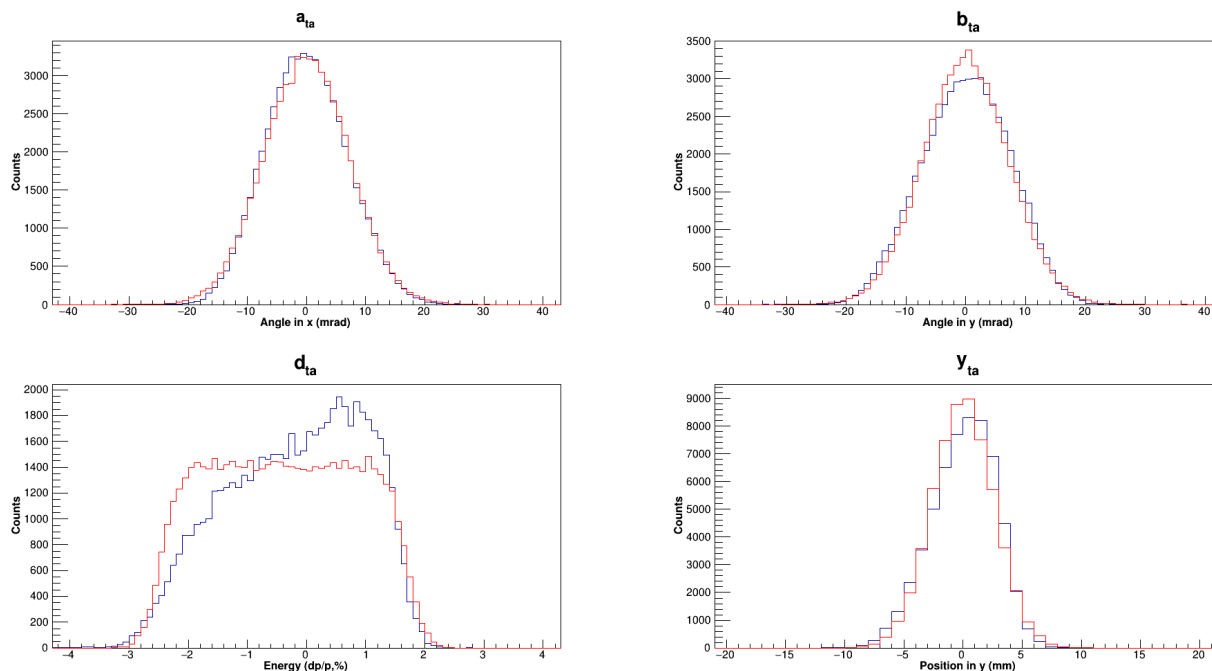 a_ta
b_ta
Counts
3000
2500
2000
1500
1000
500
0
−40 −30 −20 −10 0 10 20 30 40
Angle in x (mrad)
Counts
3500
3000
2500
2000
1500
1000
500
0
−40 −30 −20 −10 0 10 20 30 40
Angle in y (mrad)
d_ta
y_ta
Counts
2000
1800
1600
1400
1200
1000
800
600
400
200
0
−4 −3 −2 −1 0 1 2 3 4
Energy (dp/p,%)
Counts
9000
8000
7000
6000
5000
4000
3000
2000
1000
0
−20 −15 −10 −5 0 5 10 15 20
Position in y (mm)